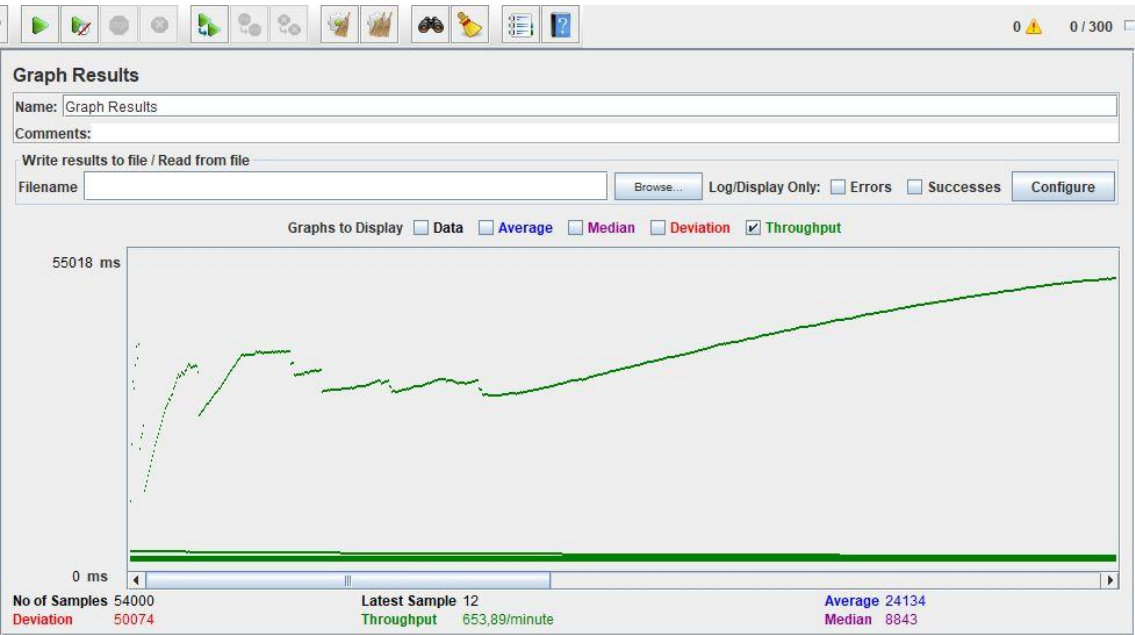 0 0 / 300
Graph Results
Name: Graph Results
Comments:
Write results to file / Read from file
Filename Browse... Log/Display Only: Errors Successes Configure
Graphs to Display Data Average Median Deviation Throughput
55018 ms
0 ms
No of Samples 54000 Latest Sample 12 Average 24134
Deviation 50074 Throughput 653,89/minute Median 8843